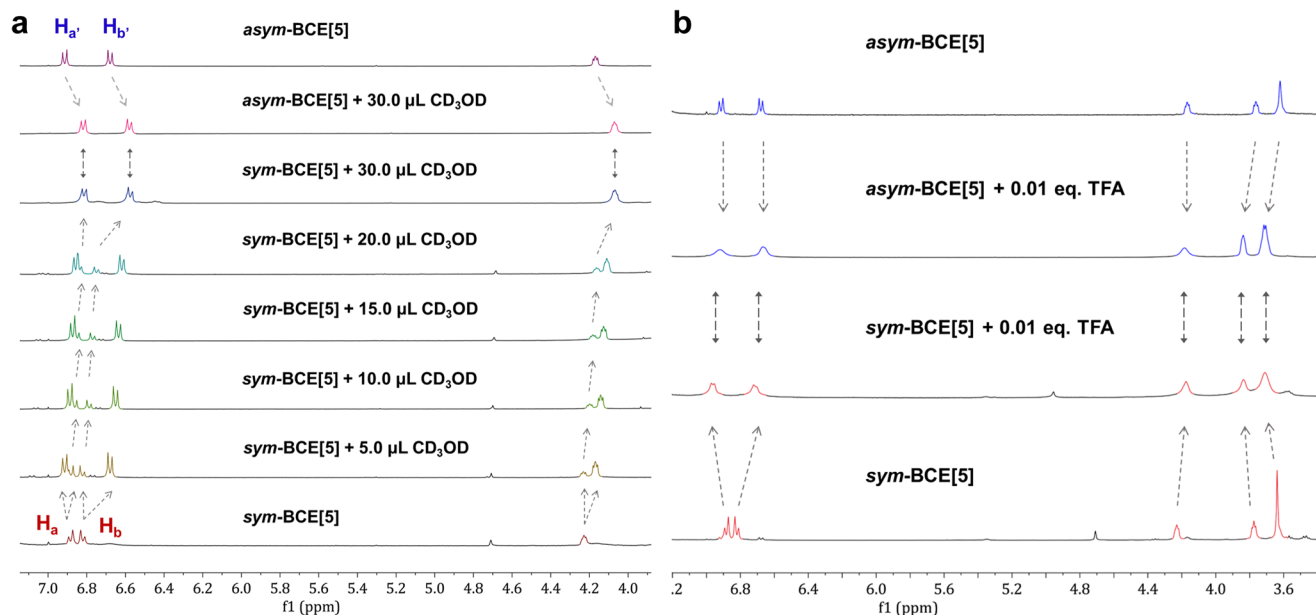 a
H_a' H_b' asym-BCE[5]
asym-BCE[5] + 30.0 µL CD₃OD
sym-BCE[5] + 30.0 µL CD₃OD
sym-BCE[5] + 20.0 µL CD₃OD
sym-BCE[5] + 15.0 µL CD₃OD
sym-BCE[5] + 10.0 µL CD₃OD
sym-BCE[5] + 5.0 µL CD₃OD
H_a H_b sym-BCE[5]
7.0 6.8 6.6 6.4 6.2 6.0 5.8 5.6 5.4 5.2 5.0 4.8 4.6 4.4 4.2 4.0
f1 (ppm)
b
asym-BCE[5]
asym-BCE[5] + 0.01 eq. TFA
sym-BCE[5] + 0.01 eq. TFA
sym-BCE[5]
.2 6.8 6.4 6.0 5.6 5.2 4.8 4.4 4.0 3.6
f1 (ppm)